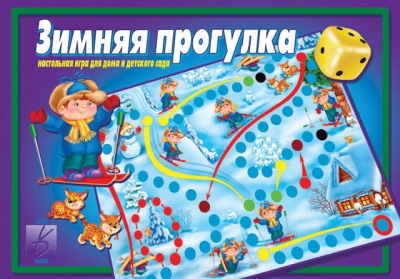 Зимняя прогулка
настольная игра для дома и детского сада